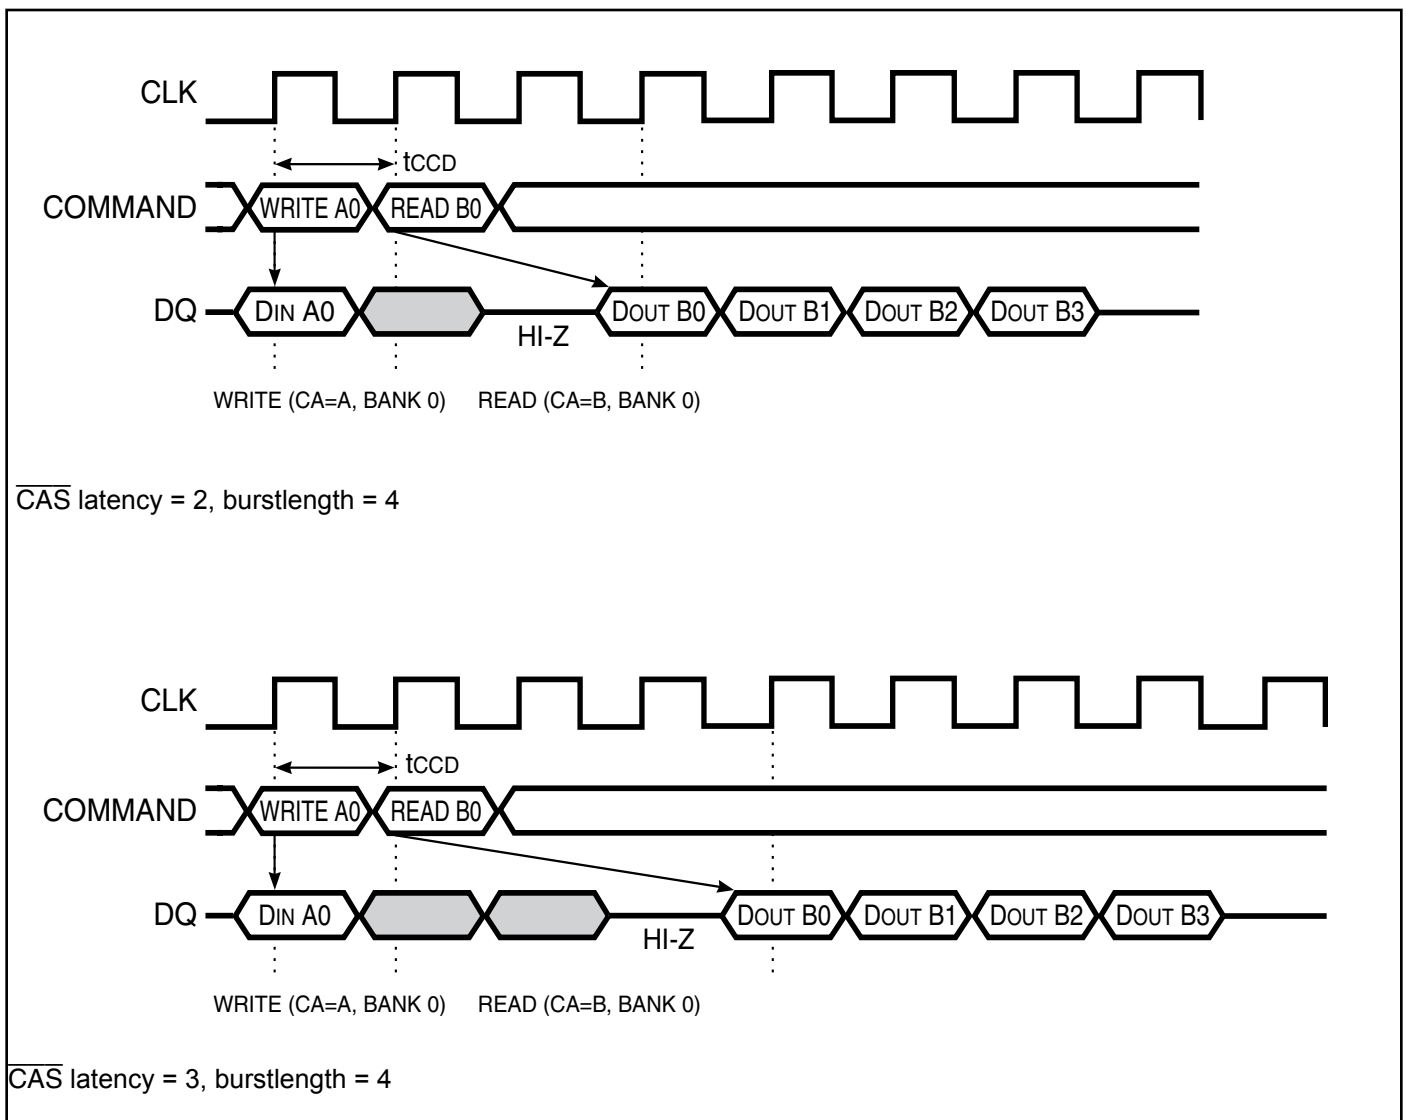 CLK
tCCD
COMMAND WRITE A0 READ B0
DQ DIN A0 DOUT B0 DOUT B1 DOUT B2 DOUT B3
HI-Z
WRITE (CA=A, BANK 0) READ (CA=B, BANK 0)
CAS latency = 2, burstlength = 4
CLK
tCCD
COMMAND WRITE A0 READ B0
DQ DIN A0 DOUT B0 DOUT B1 DOUT B2 DOUT B3
HI-Z
WRITE (CA=A, BANK 0) READ (CA=B, BANK 0)
CAS latency = 3, burstlength = 4